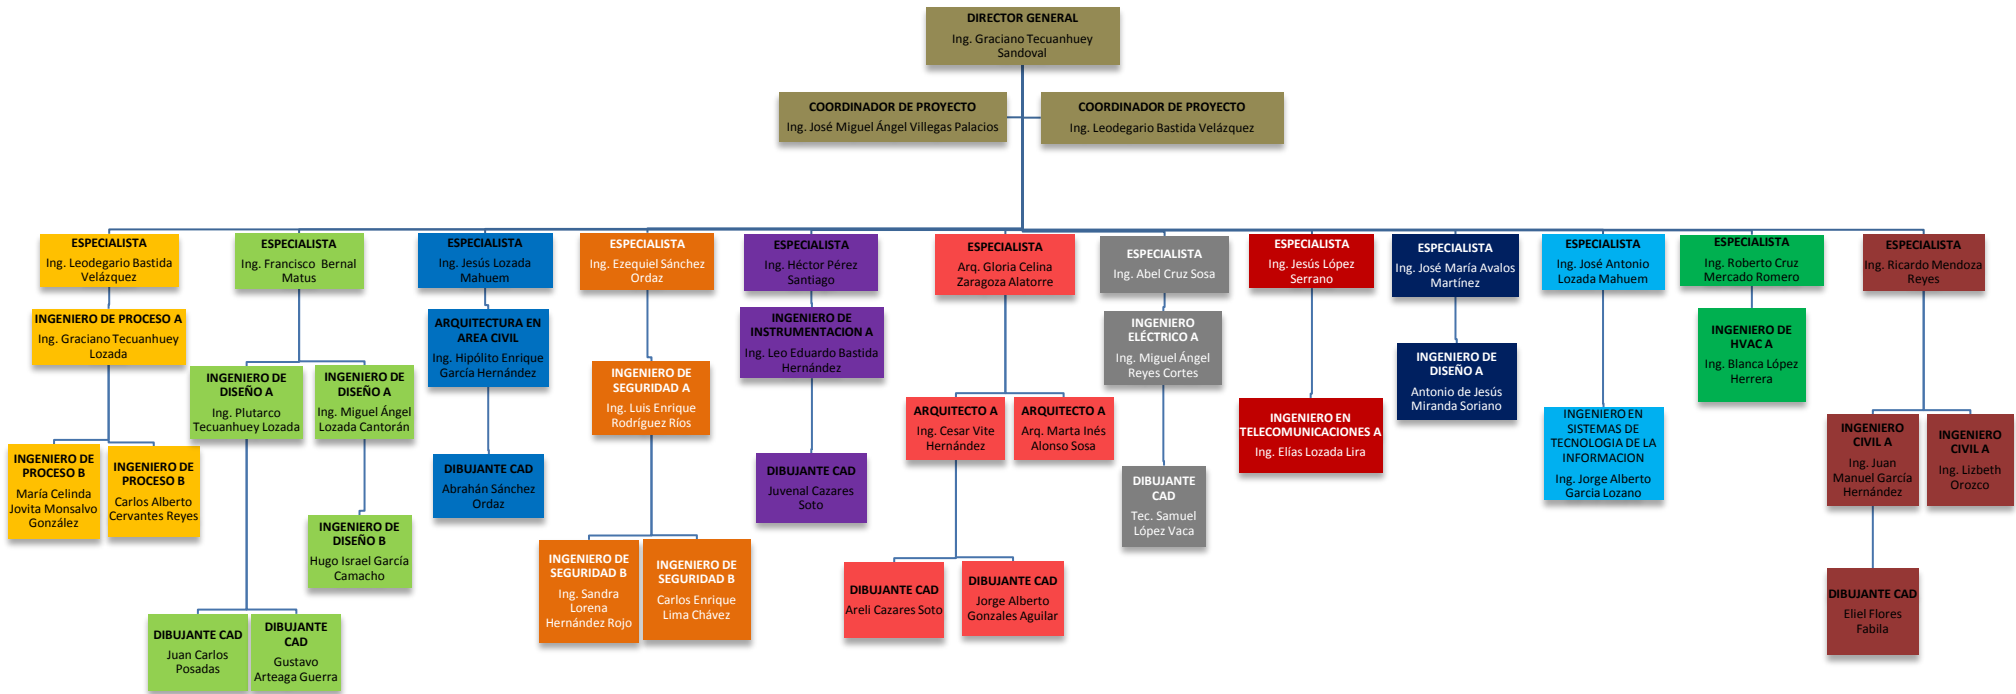 DIRECTOR GENERAL
Ing. Graciano Tecuanhuey
Sandoval
COORDINADOR DE PROYECTO
Ing. José Miguel Ángel Villegas Palacios
COORDINADOR DE PROYECTO
Ing. Leodegario Bastida Velázquez
ESPECIALISTA
Ing. Leodegario Bastida
Velázquez
ESPECIALISTA
Ing. Francisco Bernal
Matus
ESPECIALISTA
Ing. Jesús Lozada
Mahuem
ESPECIALISTA
Ing. Ezequiel Sánchez
Ordaz
ESPECIALISTA
Ing. Héctor Pérez
Santiago
ESPECIALISTA
Arq. Gloria Celina
Zaragoza Alatorre
ESPECIALISTA
Ing. Abel Cruz Sosa
ESPECIALISTA
Ing. Jesús López
Serrano
ESPECIALISTA
Ing. José María Avalos
Martínez
ESPECIALISTA
Ing. José Antonio
Lozada Mahuem
ESPECIALISTA
Ing. Roberto Cruz
Mercado Romero
ESPECIALISTA
Ing. Ricardo Mendoza
Reyes
INGENIERO DE PROCESO A
Ing. Graciano Tecuanhuey
Lozada
INGENIERO DE
DISEÑO A
Ing. Plutarco
Tecuanhuey Lozada
INGENIERO DE
DISEÑO A
Ing. Miguel Ángel
Lozada Cantorán
ARQUITECTURA EN
AREA CIVIL
Ing. Hipólito Enrique
García Hernández
INGENIERO DE
SEGURIDAD A
Ing. Luis Enrique
Rodríguez Ríos
INGENIERO DE
INSTRUMENTACION A
Ing. Leo Eduardo Bastida
Hernández
ARQUITECTO A
Ing. Cesar Vite
Hernández
ARQUITECTO A
Arq. Marta Inés
Alonso Sosa
INGENIERO
ELÉCTRICO A
Ing. Miguel Ángel
Reyes Cortes
INGENIERO EN
TELECOMUNICACIONES A
Ing. Elías Lozada Lira
INGENIERO DE
DISEÑO A
Antonio de Jesús
Miranda Soriano
INGENIERO EN
SISTEMAS DE
TECNOLOGIA DE LA
INFORMACION
Ing. Jorge Alberto
Garcia Lozano
INGENIERO DE
HVAC A
Ing. Blanca López
Herrera
INGENIERO
CIVIL A
Ing. Juan
Manuel García
Hernández
INGENIERO
CIVIL A
Ing. Lizbeth
Orozco
INGENIERO DE
PROCESO B
María Celinda
Jovita Monsalvo
González
INGENIERO DE
PROCESO B
Carlos Alberto
Cervantes Reyes
INGENIERO DE
DISEÑO B
Hugo Israel García
Camacho
DIBUJANTE CAD
Abrahán Sánchez
Ordaz
INGENIERO DE
SEGURIDAD B
Ing. Sandra
Lorena
Hernández Rojo
INGENIERO DE
SEGURIDAD B
Carlos Enrique
Lima Chávez
DIBUJANTE CAD
Juvenal Cazares
Soto
DIBUJANTE CAD
Areli Cazares Soto
DIBUJANTE CAD
Jorge Alberto
Gonzales Aguilar
DIBUJANTE
CAD
Tec. Samuel
López Vaca
DIBUJANTE CAD
Eliel Flores
Fabila
DIBUJANTE CAD
Juan Carlos
Posadas
DIBUJANTE
CAD
Gustavo
Arteaga Guerra